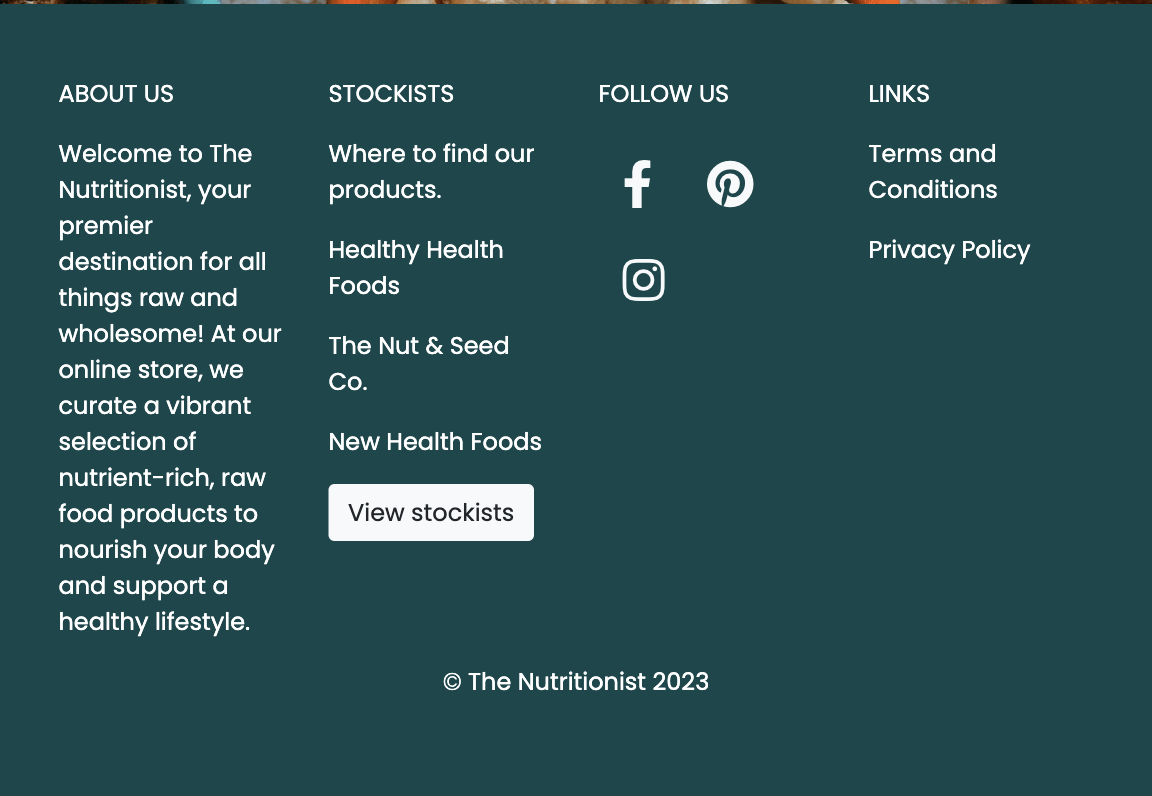 ABOUT US
Welcome to The
Nutritionist, your
premier
destination for all
things raw and
wholesome! At our
online store, we
curate a vibrant
selection of
nutrient-rich, raw
food products to
nourish your body
and support a
healthy lifestyle.
STOCKISTS
Where to find our
products.
Healthy Health
Foods
The Nut & Seed
Co.
New Health Foods
View stockists
FOLLOW US
LINKS
Terms and
Conditions
Privacy Policy
© The Nutritionist 2023